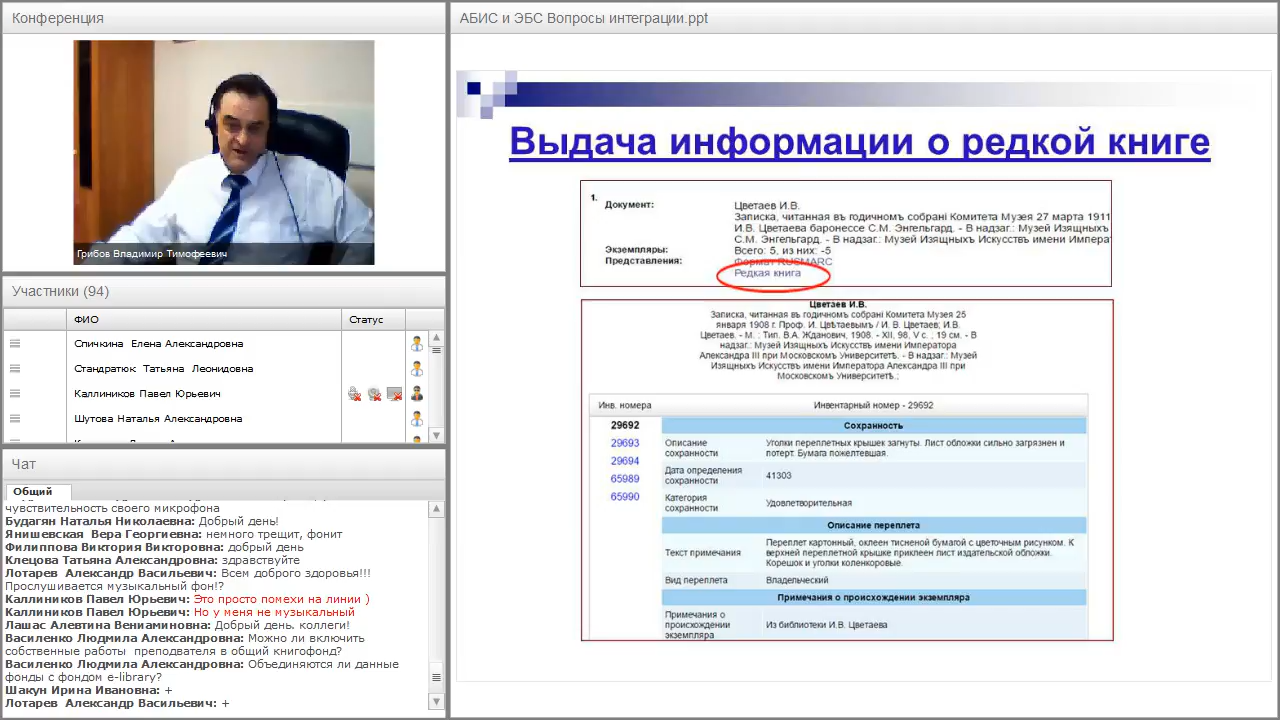 Конференция
Грибов Владимир Тимофеевич
Участники (94)
ФИО
Статус
Спичкина Елена Александровна
Стандратюк Татьяна Леонидовна
Каллиников Павел Юрьевич
Шутова Наталья Александровна
Чат
Общий
чувствительность своего микрофона
Будагян Наталья Николаевна: Добрый день!
Янишевская Вера Георгиевна: немного трещит, фонит
Филиппова Виктория Викторовна: добрый день
Клецова Татьяна Александровна: здравствуйте
Лотарев Александр Васильевич: Всем доброго здоровья!!!
Прослушивается музыкальный фон!?
Каллиников Павел Юрьевич: Это просто помехи на линии )
Каллиников Павел Юрьевич: Но у меня не музыкальный
Ляшас Алевтина Вениаминовна: Добрый день, коллеги!
Василенко Людмила Александровна: Можно ли включить
собственные работы преподвателя в общий книгофонд?
Василенко Людмила Александровна: Объединяются ли данные
фонды с фондом e-library?
Шакун Ирина Ивановна: +
Лотарев Александр Васильевич: +
АБИС и ЭБС Вопросы интеграции.ppt
Выдача информации о редкой книге
1.
Документ:
Цветаев И.В.
Записка, читанная въ годичномъ собранi Комитета Музея 27 марта 1911
И.В. Цветаева баронессе С.М. Энгельгард. - В надзаг.: Музей Изящныхъ
С.М. Энгельгард. - В надзаг.: Музей Изящныхъ Искусствъ имени Импера
Экземпляры: Всего: 5, из них: -5
Представления: Формат RUSMARC
Редкая книга
Цветаев И.В.
Записка, читанная въ годичномъ собранi Комитета Музея 25
января 1908 г. Проф. И. Цвѣтаевымъ / И. В. Цветаев; И.В.
Цветаев. - М. : Тип. В.А. Жданович, 1908. - XII, 98, V с. ; 19 см. - В
надзаг.: Музей Изящныхъ Искусствъ имени Императора
Александра III при Московскомъ Университетѣ. - В надзаг.: Музей
Изящныхъ Искусствъ имени Императора Александра III при
Московскомъ Университетѣ.;
Инв. номера
Инвентарный номер - 29692
29692
29693
29694
65989
65990
Сохранность
Описание сохранности
Уголки переплетных крышек загнуты. Лист обложки сильно загрязнен и
потерт. Бумага пожелтевшая.
Дата определения сохранности
41303
Категория сохранности
Удовлетворительная
Описание переплета
Текст примечания
Переплет картонный, оклеен тисненой бумагой с цветочным рисунком. К
верхней переплетной крышке приклеен лист издательской обложки.
Корешок и уголки коленкоровые.
Вид переплета
Владельческий
Примечания о происхождении экземпляра
Примечания о
происхождении
экземпляра
Из библиотеки И.В. Цветаева